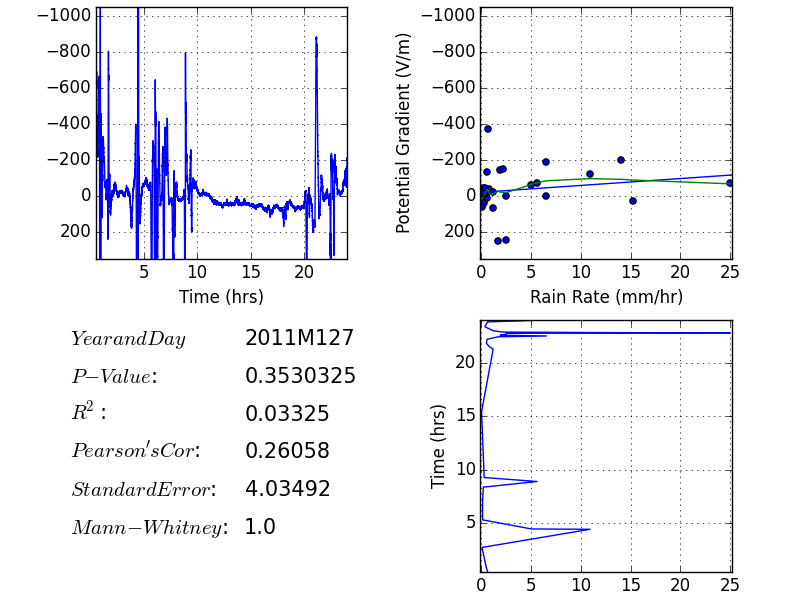 −1000
−800
−600
−400
−200
0
200
5 10 15 20
Time (hrs)
Potential Gradient (V/m)
−1000
−800
−600
−400
−200
0
200
0 5 10 15 20 25
Rain Rate (mm/hr)
YearandDay 2011M127
P−Value: 0.3530325
R²: 0.03325
Pearson'sCor: 0.26058
StandardError: 4.03492
Mann−Whitney: 1.0
Time (hrs)
20
15
10
5
0 5 10 15 20 25